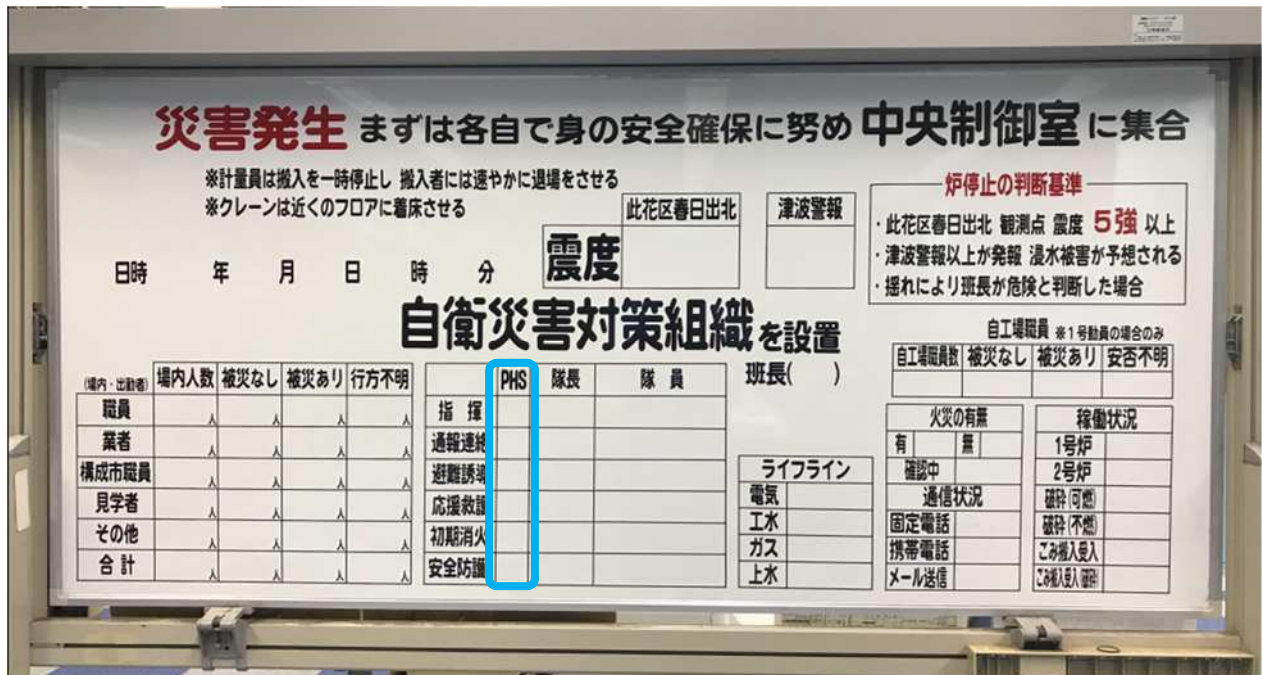 災害発生 まずは各自で身の安全確保に努め 中央制御室に集合
※計量員は搬入を一時停止し 搬入者には速やかに退場をさせる
※クレーンは近くのフロアに着床させる
日時 年 月 日 時 分
震度
此花区春日出北
津波警報
炉停止の判断基準
・此花区春日出北 観測点 震度 5強 以上
・津波警報以上が発報 浸水被害が予想される
・揺れにより班長が危険と判断した場合
自衛災害対策組織を設置
班長( )
自工場職員 ※1号動員の場合のみ
自工場職員数 被災なし 被災あり 安否不明
(場内・出勤者) 場内人数 被災なし 被災あり 行方不明
職員 人 人 人 人
業者 人 人 人 人
構成市職員 人 人 人 人
見学者 人 人 人 人
その他 人 人 人 人
合計 人 人 人 人
PHS 隊長 隊員
指揮
通報連絡
避難誘導
応援救護
初期消火
安全防護
ライフライン
電気
工水
ガス
上水
火災の有無
有 無
確認中
通信状況
固定電話
携帯電話
メール送信
稼働状況
1号炉
2号炉
破砕(可燃)
破砕(不燃)
ごみ搬入受入
ごみ搬入受入(破砕)